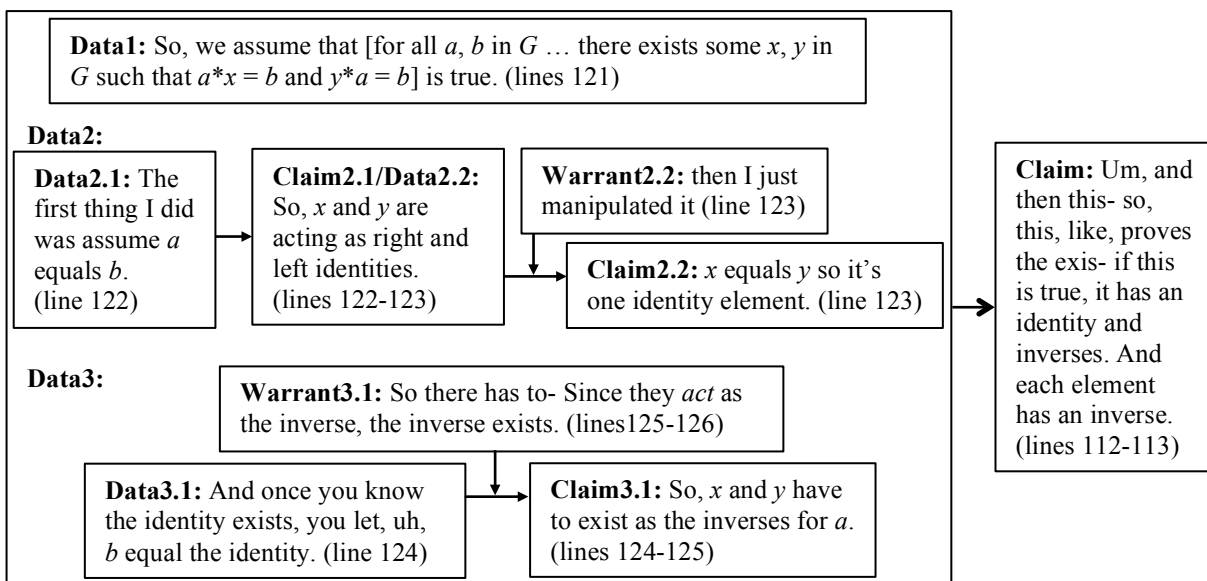 Data1: So, we assume that [for all a, b in G … there exists some x, y in
G such that a*x = b and y*a = b] is true. (lines 121)
Data2:
Data2.1: The
first thing I did
was assume a
equals b.
(line 122)
Claim2.1/Data2.2:
So, x and y are
acting as right and
left identities.
(lines 122-123)
Warrant2.2: then I just
manipulated it (line 123)
Claim2.2: x equals y so it’s
one identity element. (line 123)
Data3:
Warrant3.1: So there has to- Since they act as
the inverse, the inverse exists. (lines125-126)
Data3.1: And once you know
the identity exists, you let, uh,
b equal the identity. (line 124)
Claim3.1: So, x and y have
to exist as the inverses for a.
(lines 124-125)
Claim: Um, and
then this- so,
this, like, proves
the exis- if this
is true, it has an
identity and
inverses. And
each element
has an inverse.
(lines 112-113)